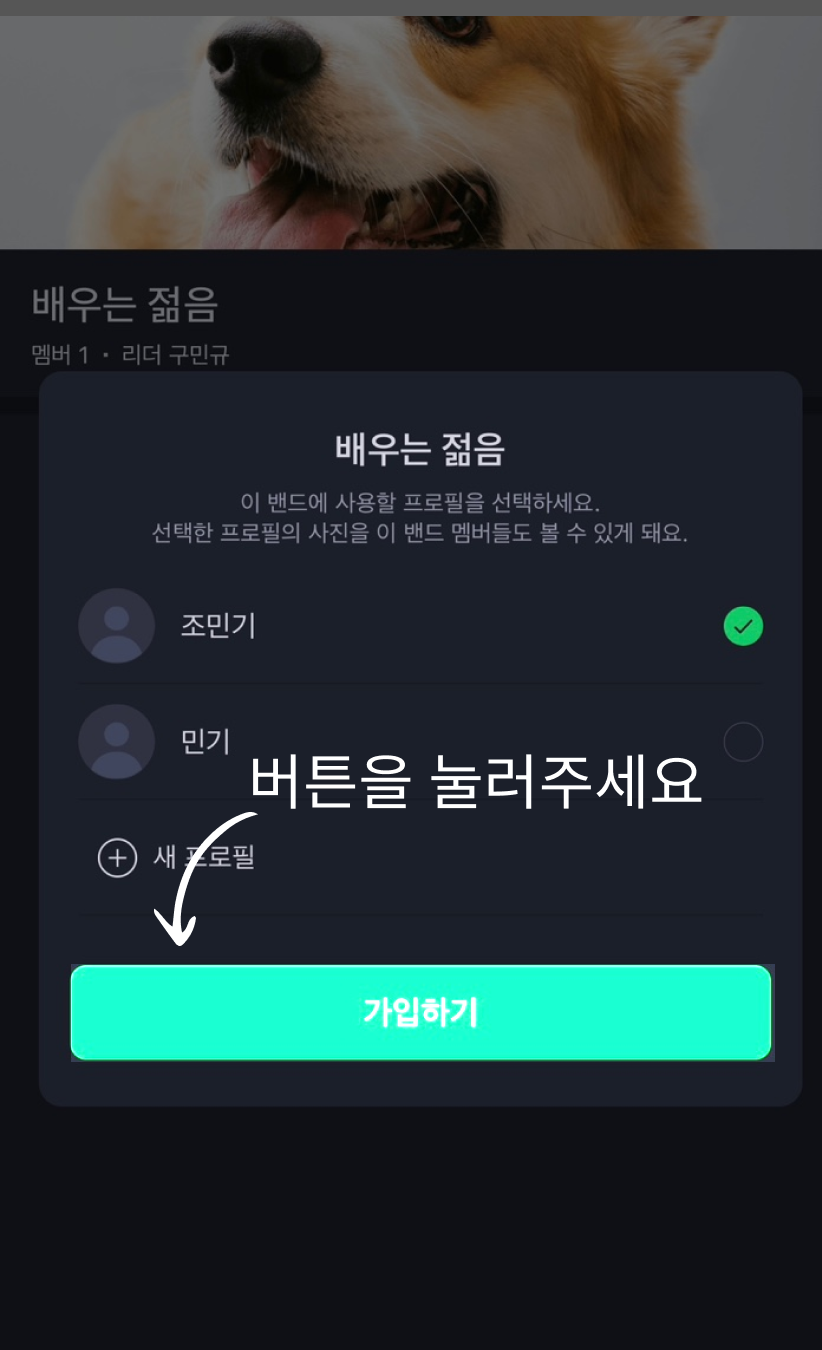 배우는 젊음
멤버 1 • 리더 구민규
배우는 젊음
이 밴드에 사용할 프로필을 선택하세요.
선택한 프로필의 사진을 이 밴드 멤버들도 볼 수 있게 돼요.
조민기
민기
버튼을 눌러주세요
새 프로필
가입하기